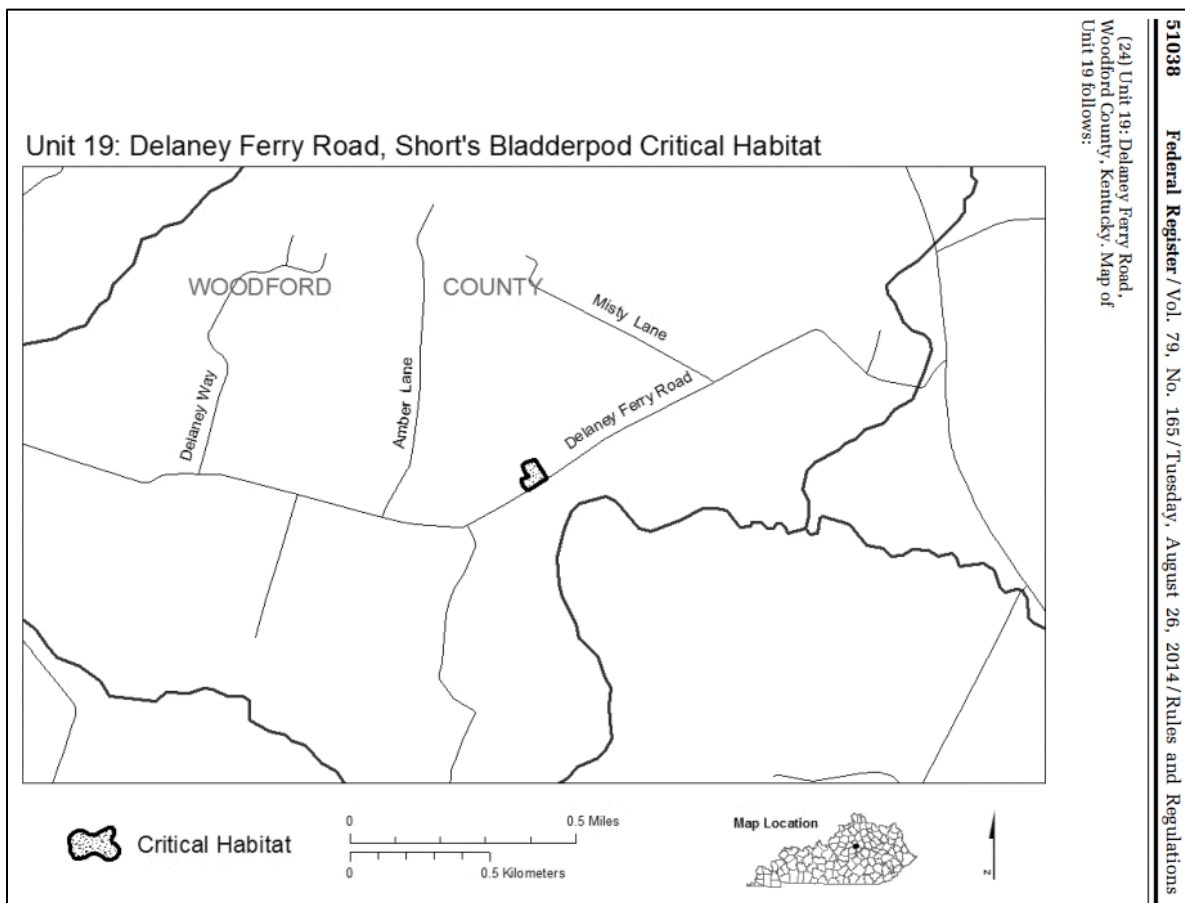 51038 Federal Register / Vol. 79, No. 165 / Tuesday, August 26, 2014 / Rules and Regulations
(24) Unit 19: Delaney Ferry Road,
Woodford County, Kentucky. Map of
Unit 19 follows:
Unit 19: Delaney Ferry Road, Short's Bladderpod Critical Habitat
WOODFORD COUNTY
Misty Lane
Delaney Way
Amber Lane
Delaney Ferry Road
Critical Habitat
0 0.5 Miles
0 0.5 Kilometers
Map Location
N